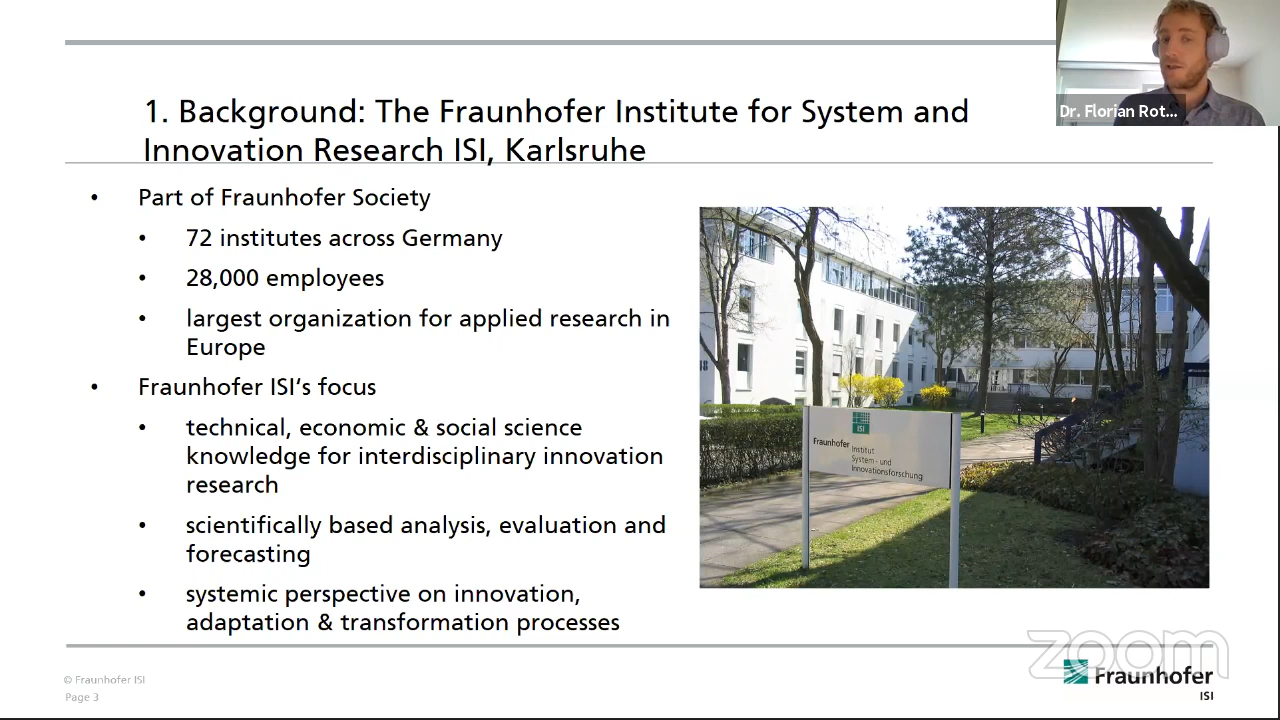 Dr. Florian Rot...
1. Background: The Fraunhofer Institute for System and
Innovation Research ISI, Karlsruhe
• Part of Fraunhofer Society
• 72 institutes across Germany
• 28,000 employees
• largest organization for applied research in
Europe
• Fraunhofer ISI‘s focus
• technical, economic & social science
knowledge for interdisciplinary innovation
research
• scientifically based analysis, evaluation and
forecasting
• systemic perspective on innovation,
adaptation & transformation processes
ISI
Fraunhofer
Institut
System- und
Innovationsforschung
zoom
© Fraunhofer ISI
Page 3
Fraunhofer
ISI